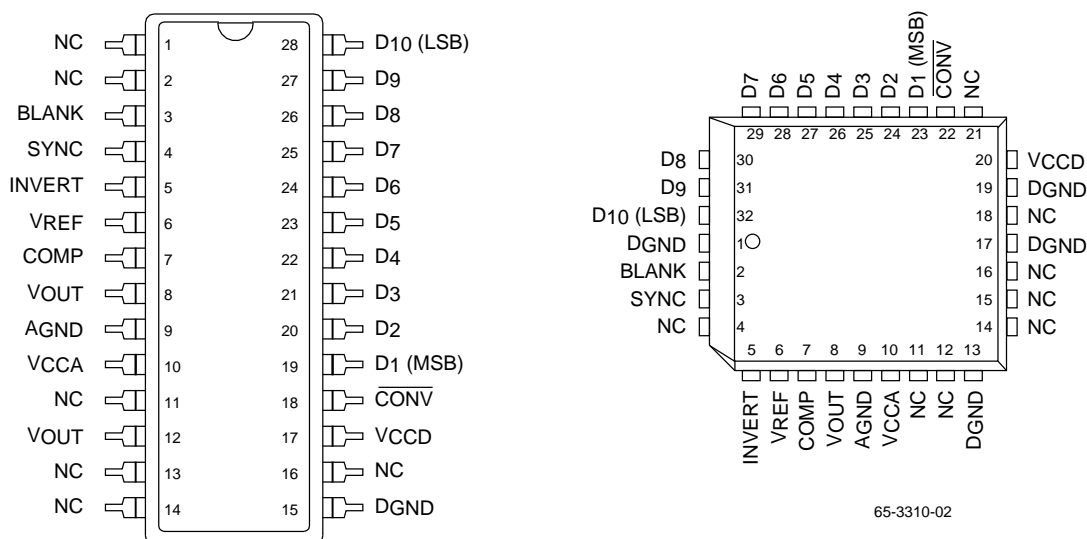 NC 1 28 D10 (LSB)
NC 2 27 D9
BLANK 3 26 D8
SYNC 4 25 D7
INVERT 5 24 D6
VREF 6 23 D5
COMP 7 22 D4
VOUT 8 21 D3
AGND 9 20 D2
VCCA 10 19 D1 (MSB)
NC 11 18 CONV
VOUT 12 17 VCCD
NC 13 16 NC
NC 14 15 DGND
D7 D6 D5 D4 D3 D2 D1 (MSB) CONV NC
29 28 27 26 25 24 23 22 21
D8 30 20 VCCD
D9 31 19 DGND
D10 (LSB) 32 18 NC
DGND 1 17 DGND
BLANK 2 16 NC
SYNC 3 15 NC
NC 4 14 NC
5 6 7 8 9 10 11 12 13
INVERT VREF COMP VOUT AGND VCCA NC NC DGND
65-3310-02